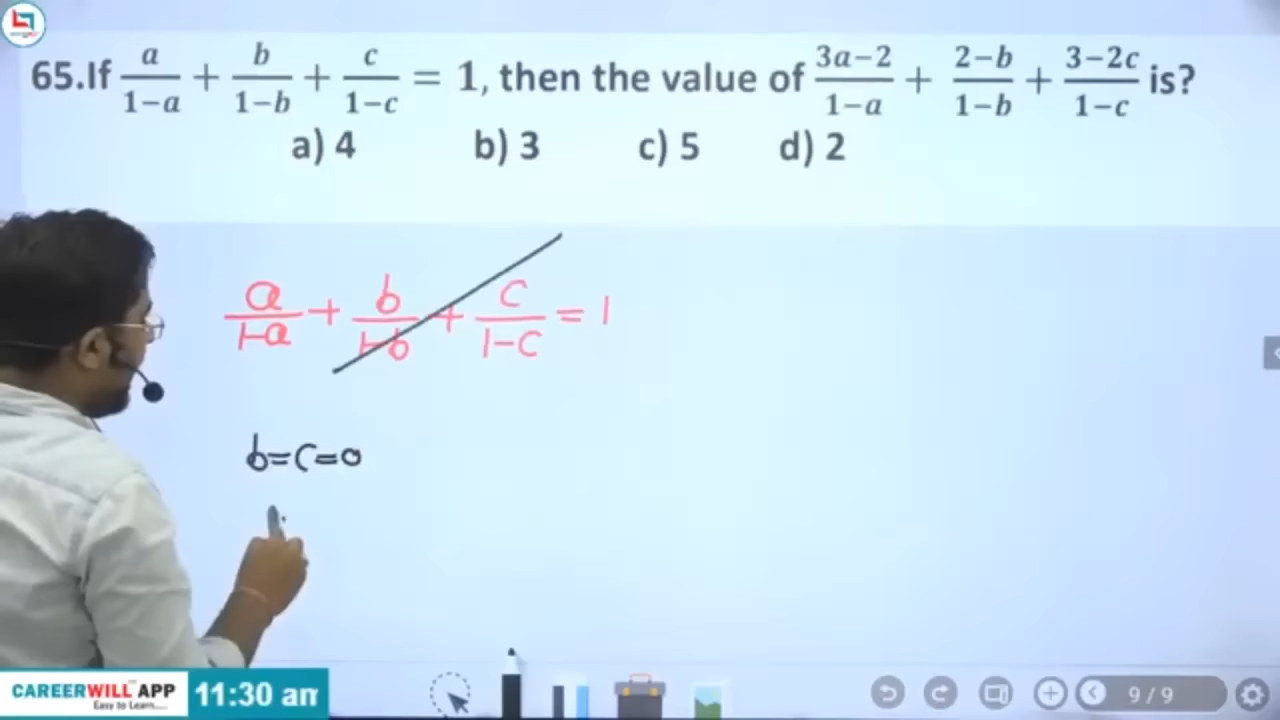 65.If a/1−a + b/1−b + c/1−c = 1, then the value of 3a−2/1−a + 2−b/1−b + 3−2c/1−c is?
a) 4 b) 3 c) 5 d) 2
a/1-a + b/1-b + c/1-c = 1
b=c=0
CAREERWILL APP
Easy to Learn.....
11:30 am
9 / 9